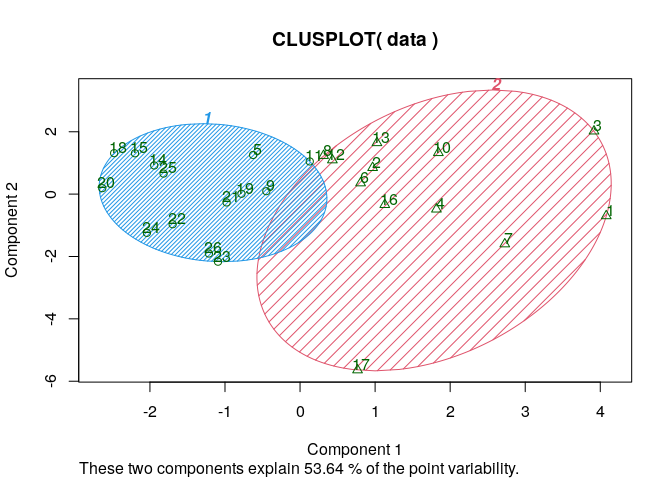 CLUSPLOT( data )
Component 2
2
0
-2
-4
-6
1
2
3
18 15 5 11 8 12 13 10
14 25 2
20 21 19 9 6 16 4 1
24 22 7
26
23
17
-2 -1 0 1 2 3 4
Component 1
These two components explain 53.64 % of the point variability.